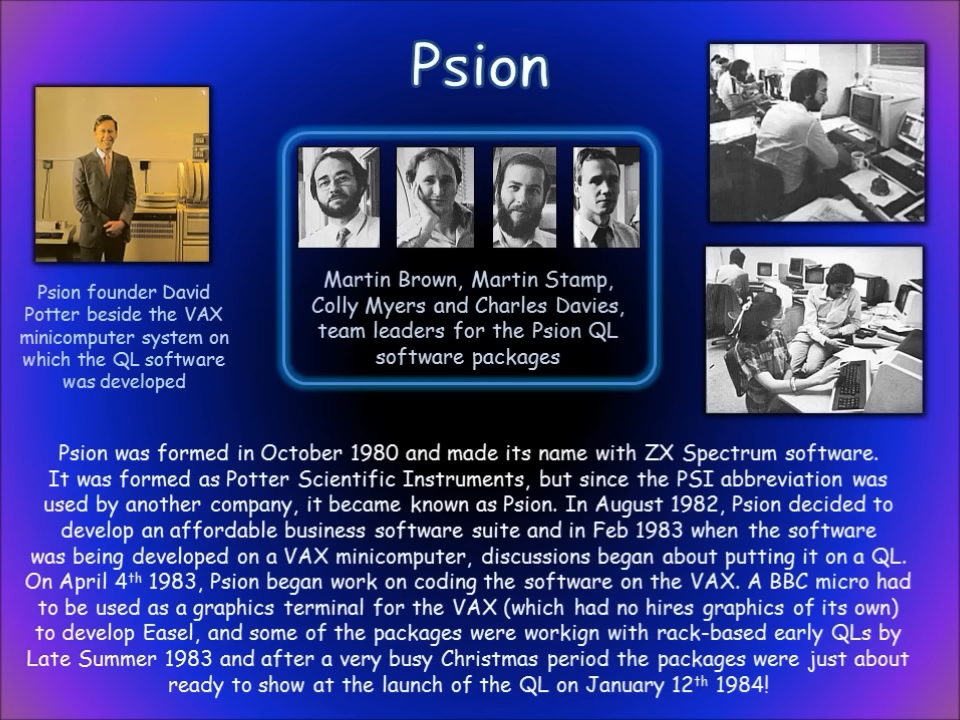 Psion
Psion founder David
Potter beside the VAX
minicomputer system on
which the QL software
was developed
Martin Brown, Martin Stamp,
Colly Myers and Charles Davies,
team leaders for the Psion QL
software packages
Psion was formed in October 1980 and made its name with ZX Spectrum software.
It was formed as Potter Scientific Instruments, but since the PSI abbreviation was
used by another company, it became known as Psion. In August 1982, Psion decided to
develop an affordable business software suite and in Feb 1983 when the software
was being developed on a VAX minicomputer, discussions began about putting it on a QL.
On April 4th 1983, Psion began work on coding the software on the VAX. A BBC micro had
to be used as a graphics terminal for the VAX (which had no hires graphics of its own)
to develop Easel, and some of the packages were workign with rack-based early QLs by
Late Summer 1983 and after a very busy Christmas period the packages were just about
ready to show at the launch of the QL on January 12th 1984!